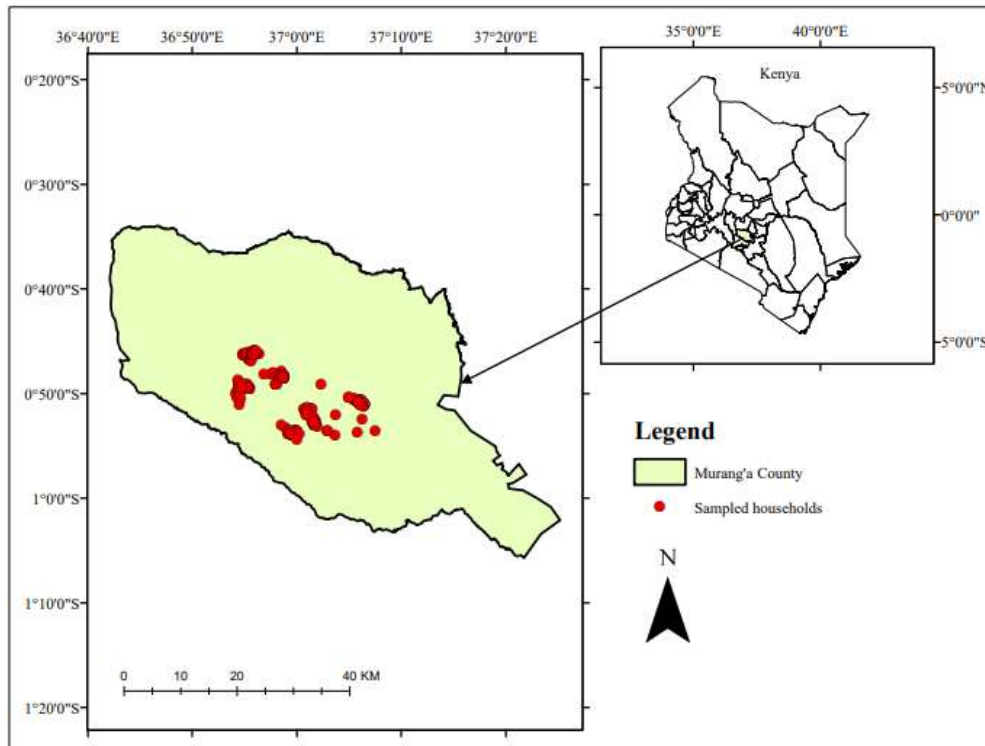 36°40'0"E 36°50'0"E 37°0'0"E 37°10'0"E 37°20'0"E
0°20'0"S
0°30'0"S
0°40'0"S
0°50'0"S
1°0'0"S
1°10'0"S
1°20'0"S
0 10 20 40 KM
35°0'0"E 40°0'0"E
Kenya
5°0'0"N
0°0'0"
5°0'0"S
Legend
Murang'a County
Sampled households
N